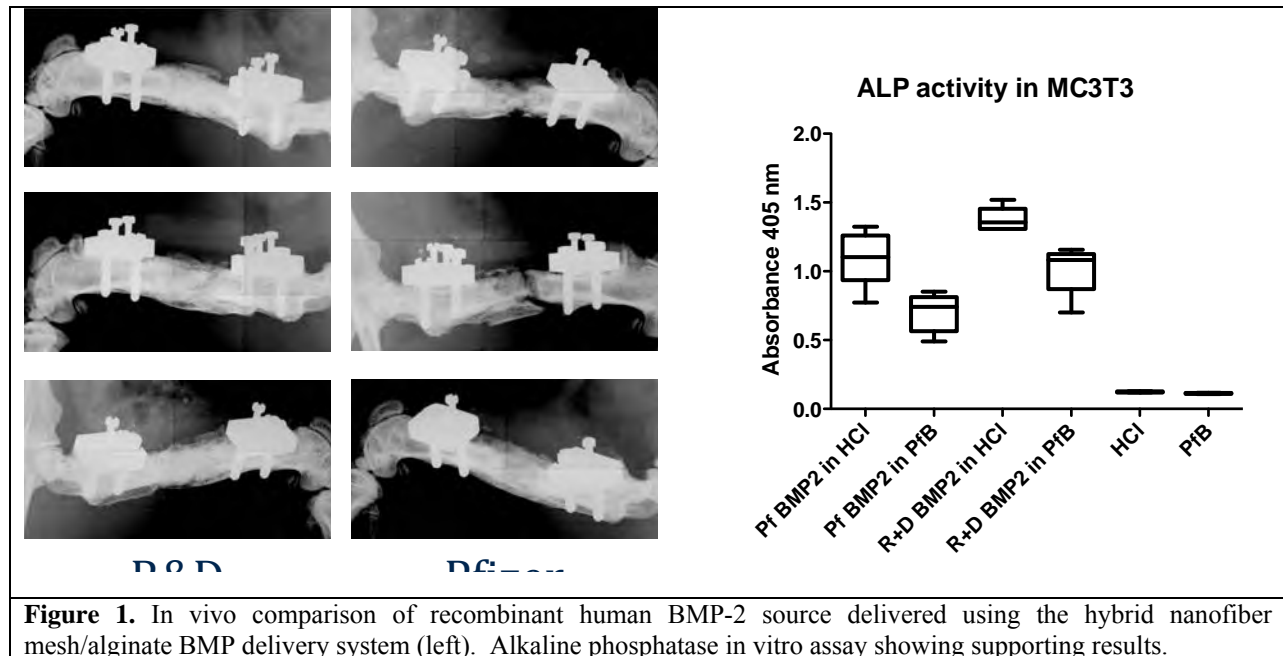 ALP activity in MC3T3
Absorbance 405 nm
2.0
1.5
1.0
0.5
0.0
Pf BMP2 in HCl
Pf BMP2 in PfB
R+D BMP2 in HCl
R+D BMP2 in PfB
HCl
PfB
R&D
Pfizer
Figure 1. In vivo comparison of recombinant human BMP-2 source delivered using the hybrid nanofiber
mesh/alginate BMP delivery system (left). Alkaline phosphatase in vitro assay showing supporting results.